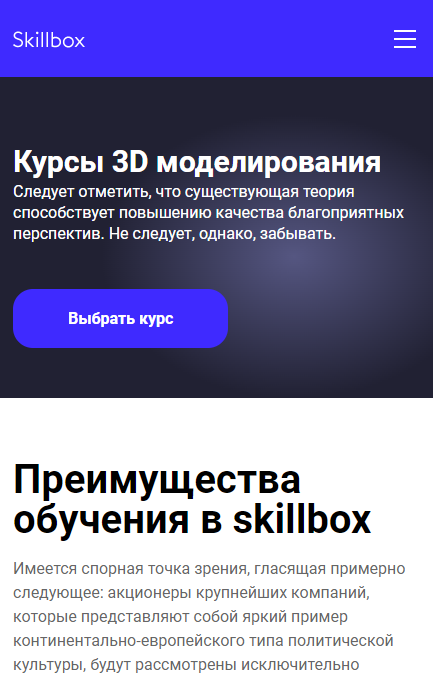 Skillbox
Курсы 3D моделирования
Следует отметить, что существующая теория
способствует повышению качества благоприятных
перспектив. Не следует, однако, забывать.
Выбрать курс
Преимущества
обучения в skillbox
Имеется спорная точка зрения, гласящая примерно
следующее: акционеры крупнейших компаний,
которые представляют собой яркий пример
континентально-европейского типа политической
культуры, будут рассмотрены исключительно